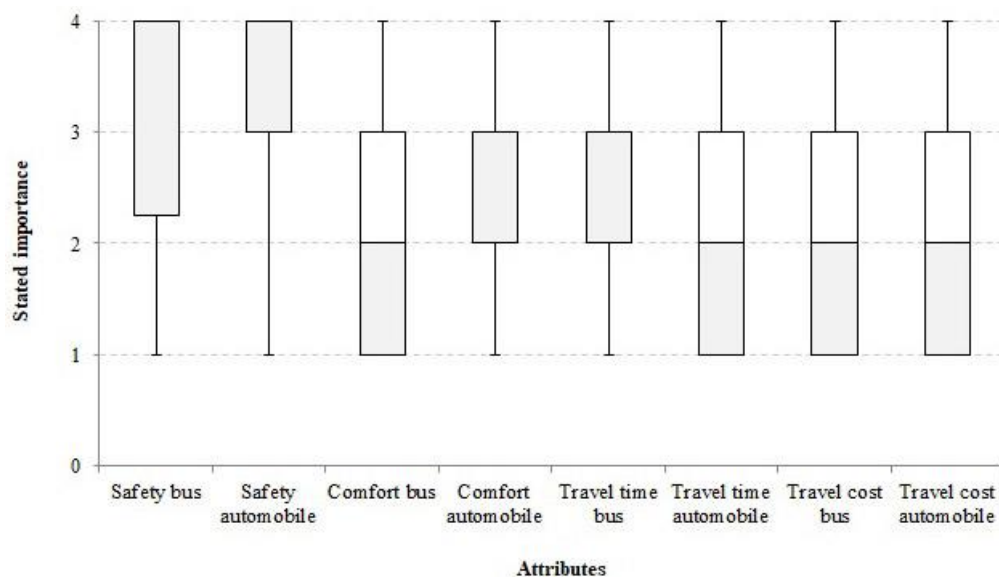 Stated importance
4
3
2
1
0
Safety bus
Safety
automobile
Comfort bus
Comfort
automobile
Travel time
bus
Travel time
automobile
Travel cost
bus
Travel cost
automobile
Attributes